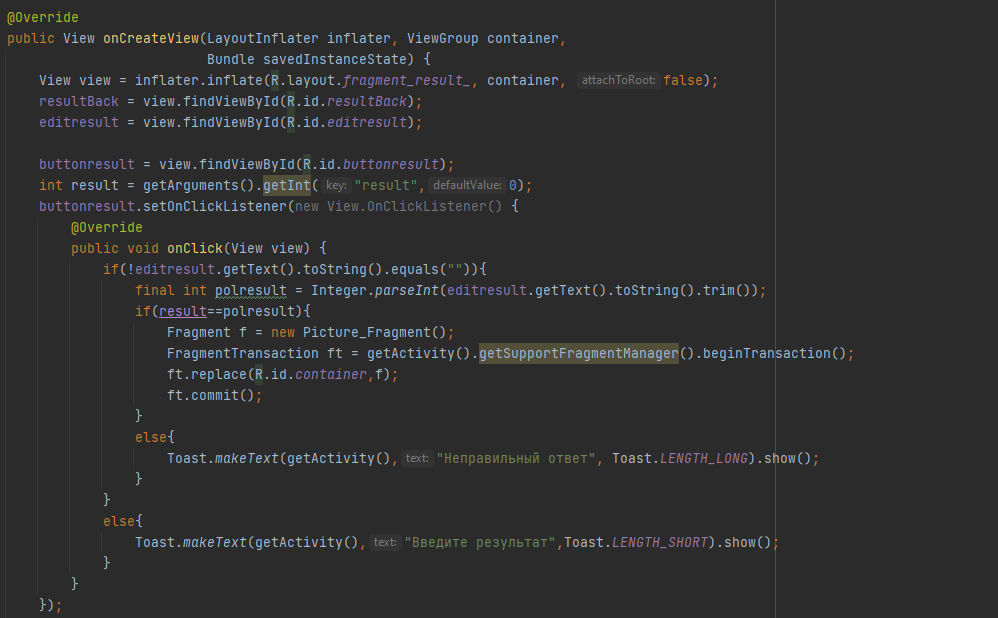 @Override
public View onCreateView(LayoutInflater inflater, ViewGroup container,
                         Bundle savedInstanceState) {
    View view = inflater.inflate(R.layout.fragment_result_, container, attachToRoot: false);
    resultBack = view.findViewById(R.id.resultBack);
    editresult = view.findViewById(R.id.editresult);

    buttonresult = view.findViewById(R.id.buttonresult);
    int result = getArguments().getInt( key: "result", defaultValue: 0);
    buttonresult.setOnClickListener(new View.OnClickListener() {
        @Override
        public void onClick(View view) {
            if(!editresult.getText().toString().equals("")){
                final int polresult = Integer.parseInt(editresult.getText().toString().trim());
                if(result==polresult){
                    Fragment f = new Picture_Fragment();
                    FragmentTransaction ft = getActivity().getSupportFragmentManager().beginTransaction();
                    ft.replace(R.id.container,f);
                    ft.commit();
                }
                else{
                    Toast.makeText(getActivity(), text: "Неправильный ответ", Toast.LENGTH_LONG).show();
                }
            }
            else{
                Toast.makeText(getActivity(), text: "Введите результат",Toast.LENGTH_SHORT).show();
            }
        }
    });